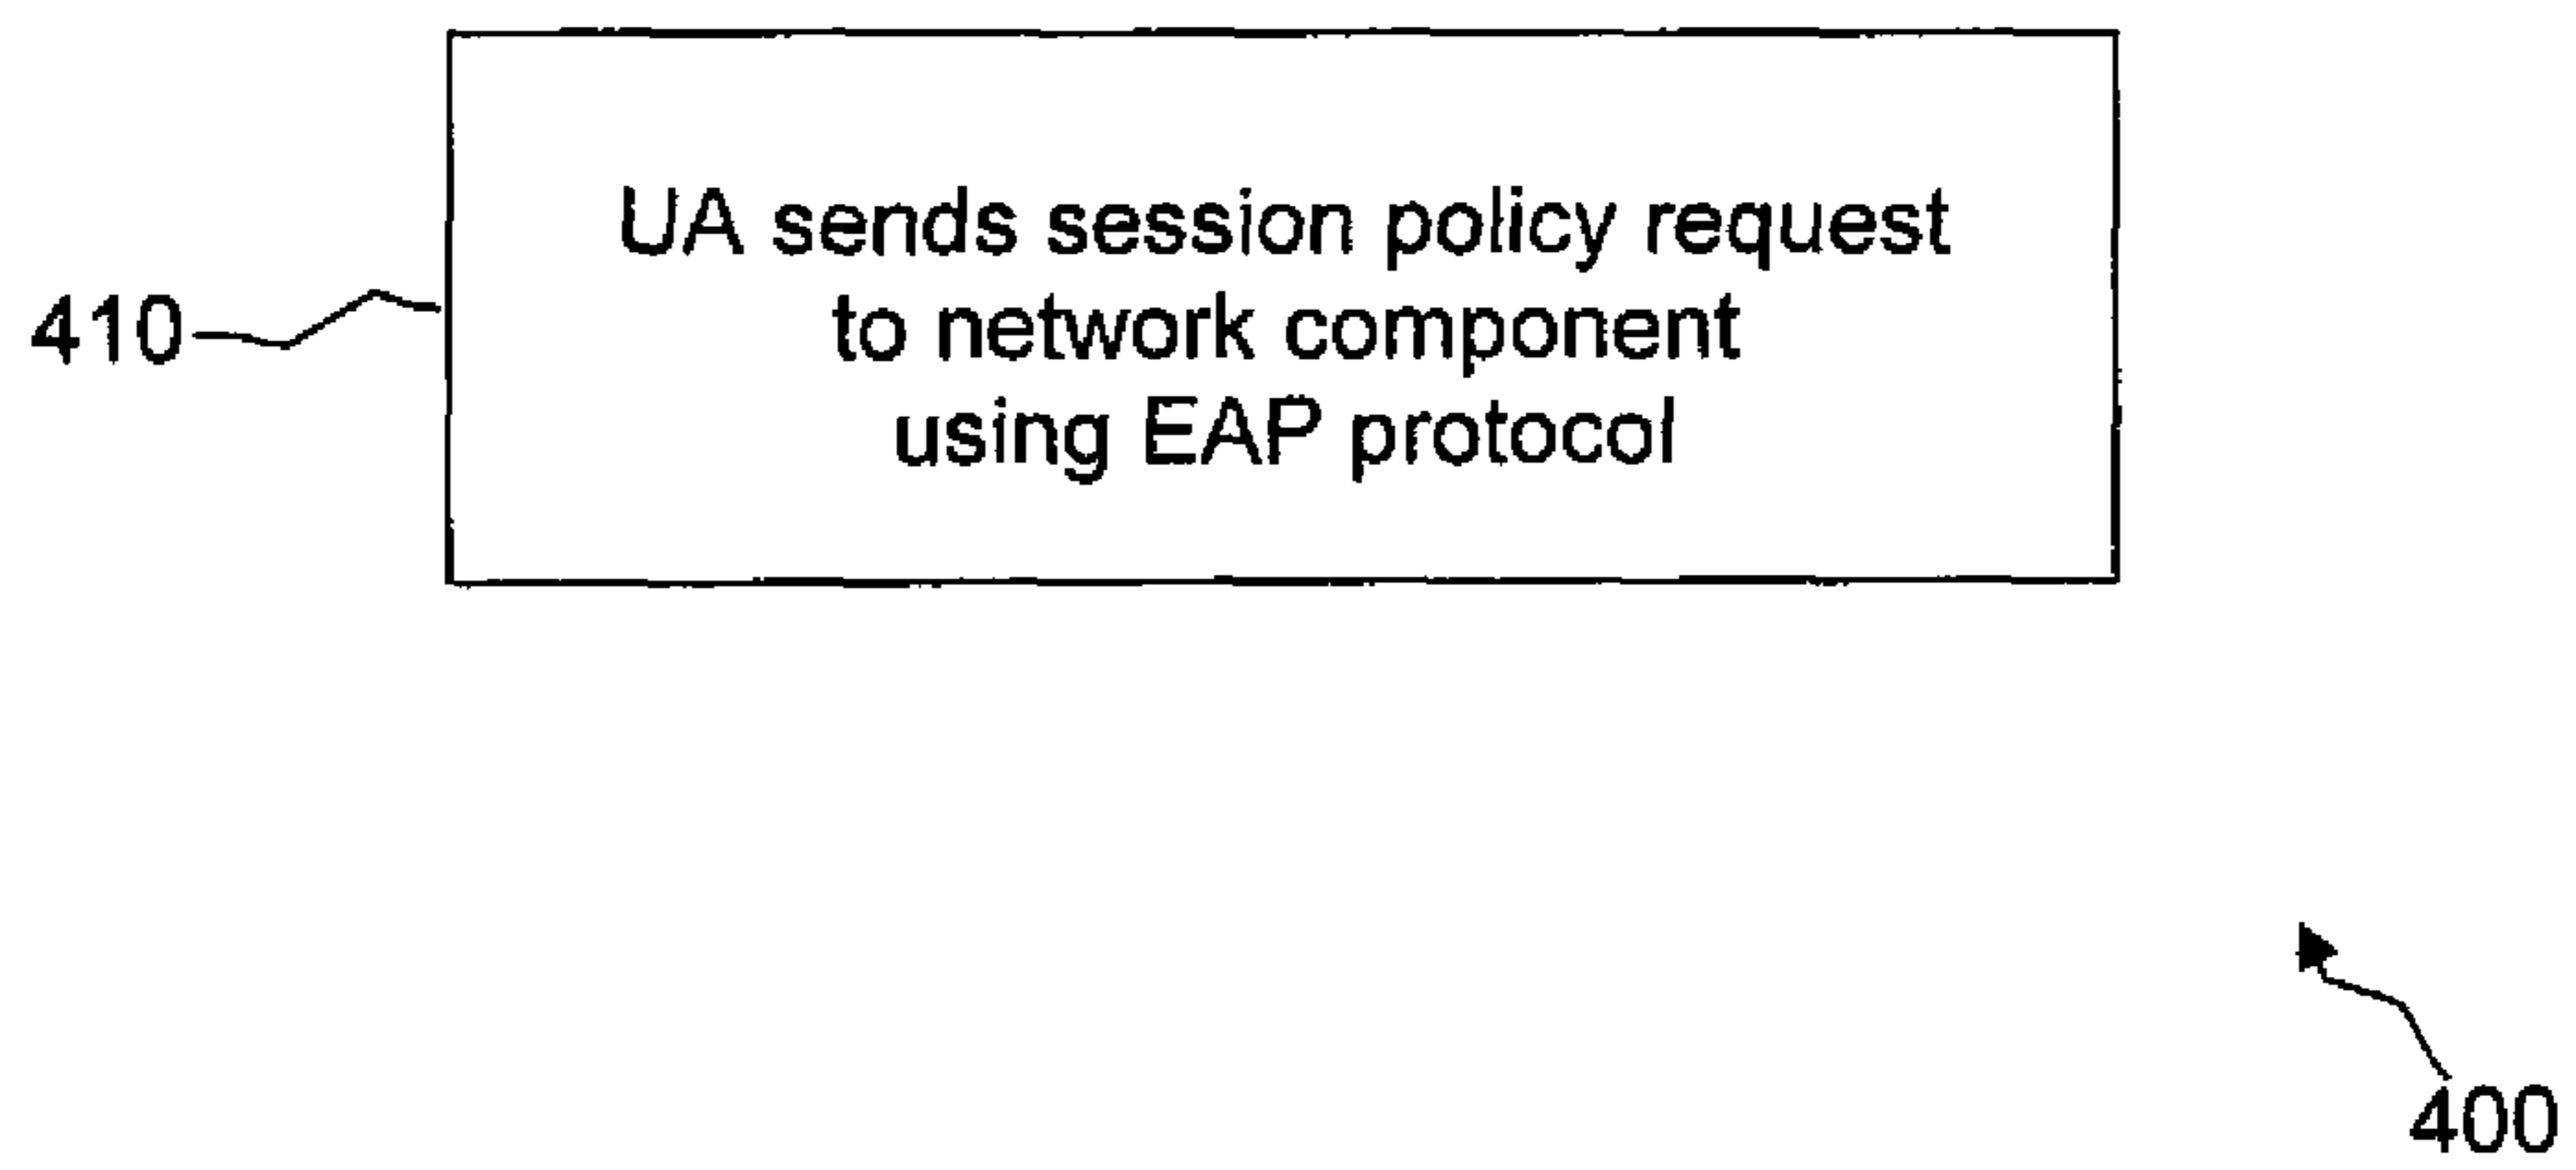 UA sends session policy request
to network component
using EAP protocol
410
400